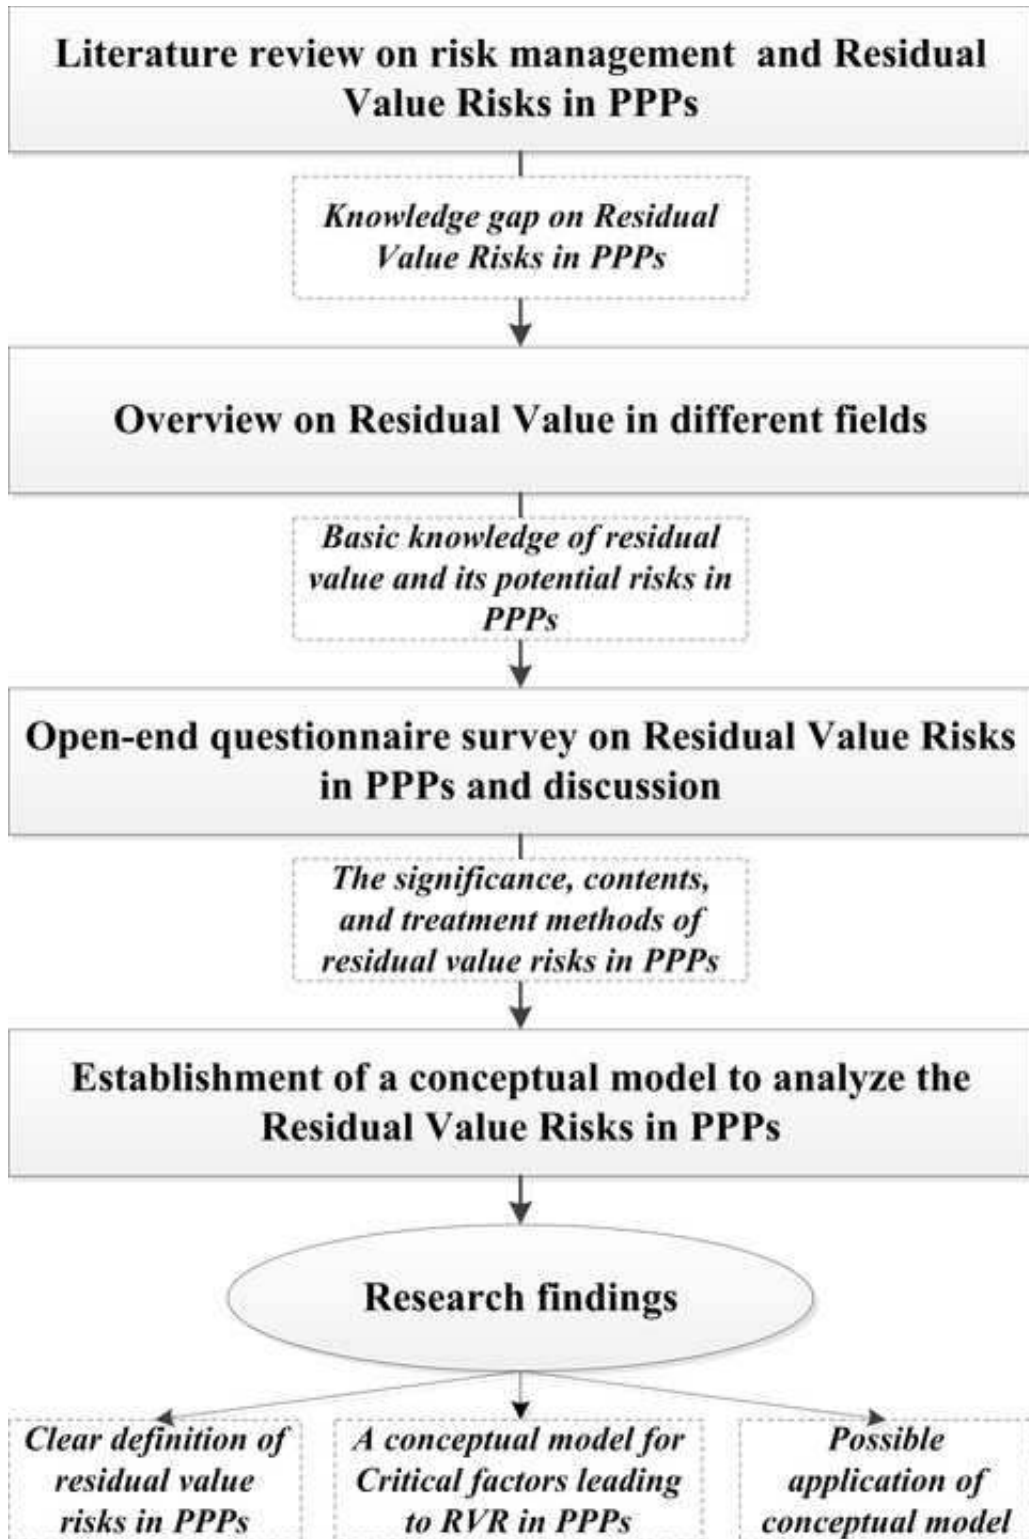 Literature review on risk management and Residual
Value Risks in PPPs
Knowledge gap on Residual
Value Risks in PPPs
Overview on Residual Value in different fields
Basic knowledge of residual
value and its potential risks in
PPPs
Open-end questionnaire survey on Residual Value Risks
in PPPs and discussion
The significance, contents,
and treatment methods of
residual value risks in PPPs
Establishment of a conceptual model to analyze the
Residual Value Risks in PPPs
Research findings
Clear definition of
residual value
risks in PPPs
A conceptual model for
Critical factors leading
to RVR in PPPs
Possible
application of
conceptual model